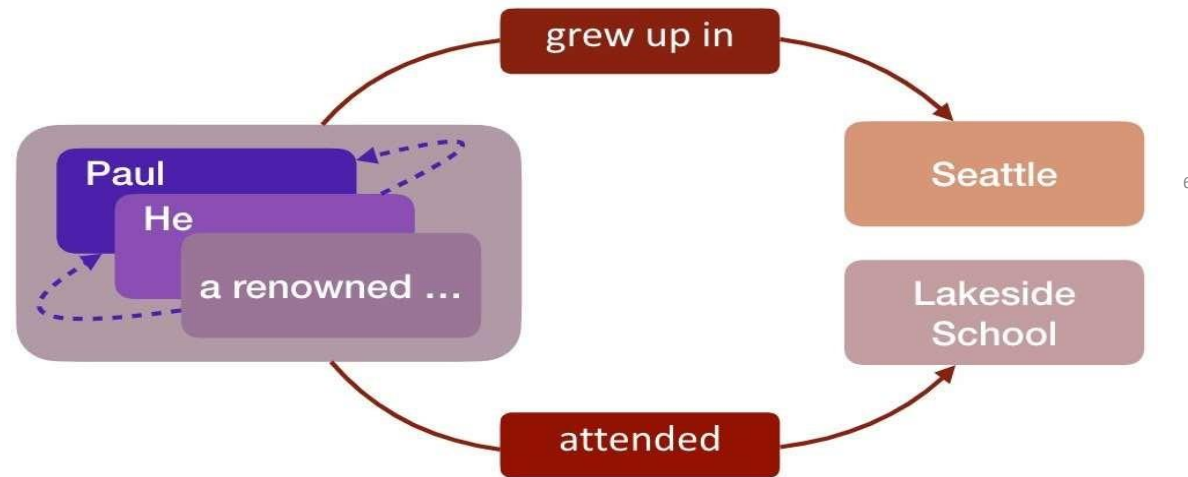 grew up in
Paul
He
a renowned ...
Seattle
Lakeside
School
attended